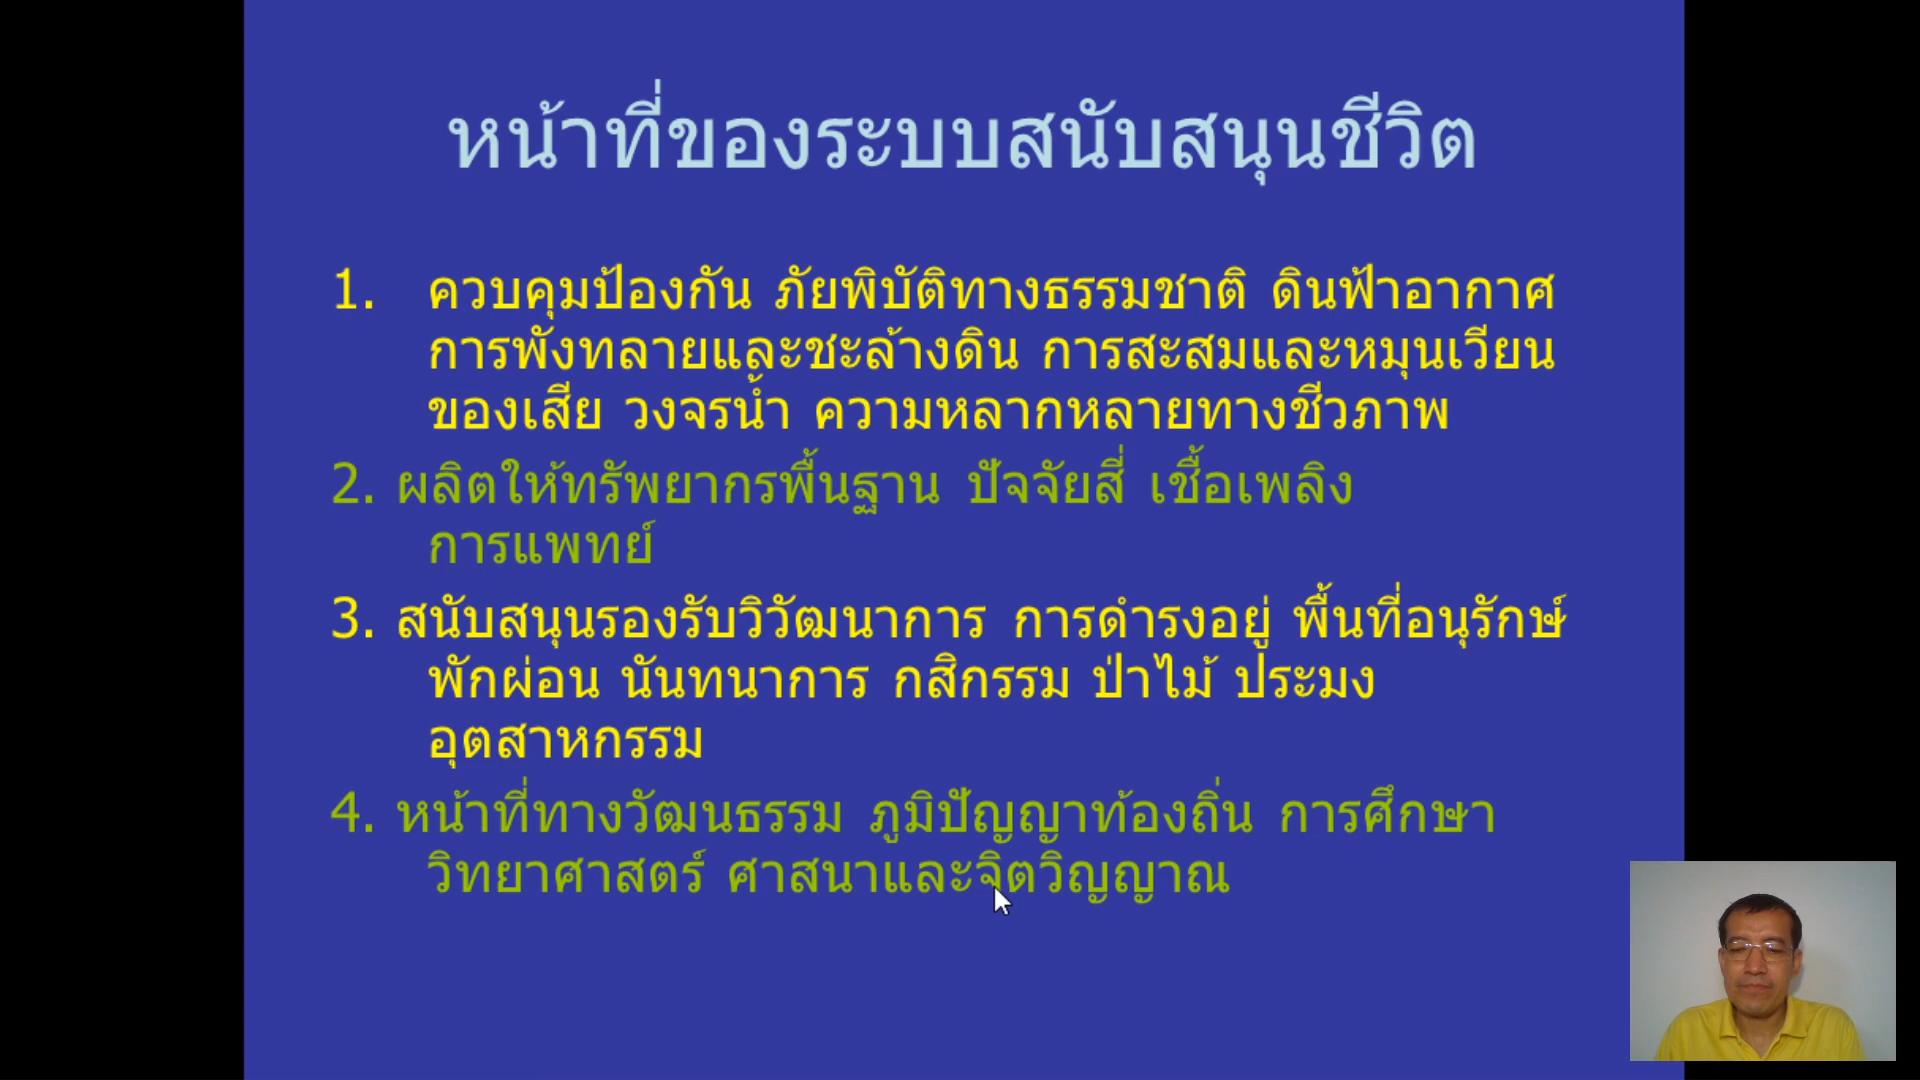 หน้าที่ของระบบสนับสนุนชีวิต
1. ควบคุมป้องกัน ภัยพิบัติทางธรรมชาติ ดินฟ้าอากาศ
การพังทลายและชะล้างดิน การสะสมและหมุนเวียน
ของเสีย วงจรน้ำ ความหลากหลายทางชีวภาพ
2. ผลิตให้ทรัพยากรพื้นฐาน ปัจจัยสี่ เชื้อเพลิง
การแพทย์
3. สนับสนุนรองรับวิวัฒนาการ การดำรงอยู่ พื้นที่อนุรักษ์
พักผ่อน นันทนาการ กสิกรรม ป่าไม้ ประมง
อุตสาหกรรม
4. หน้าที่ทางวัฒนธรรม ภูมิปัญญาท้องถิ่น การศึกษา
วิทยาศาสตร์ ศาสนาและจิตวิญญาณ